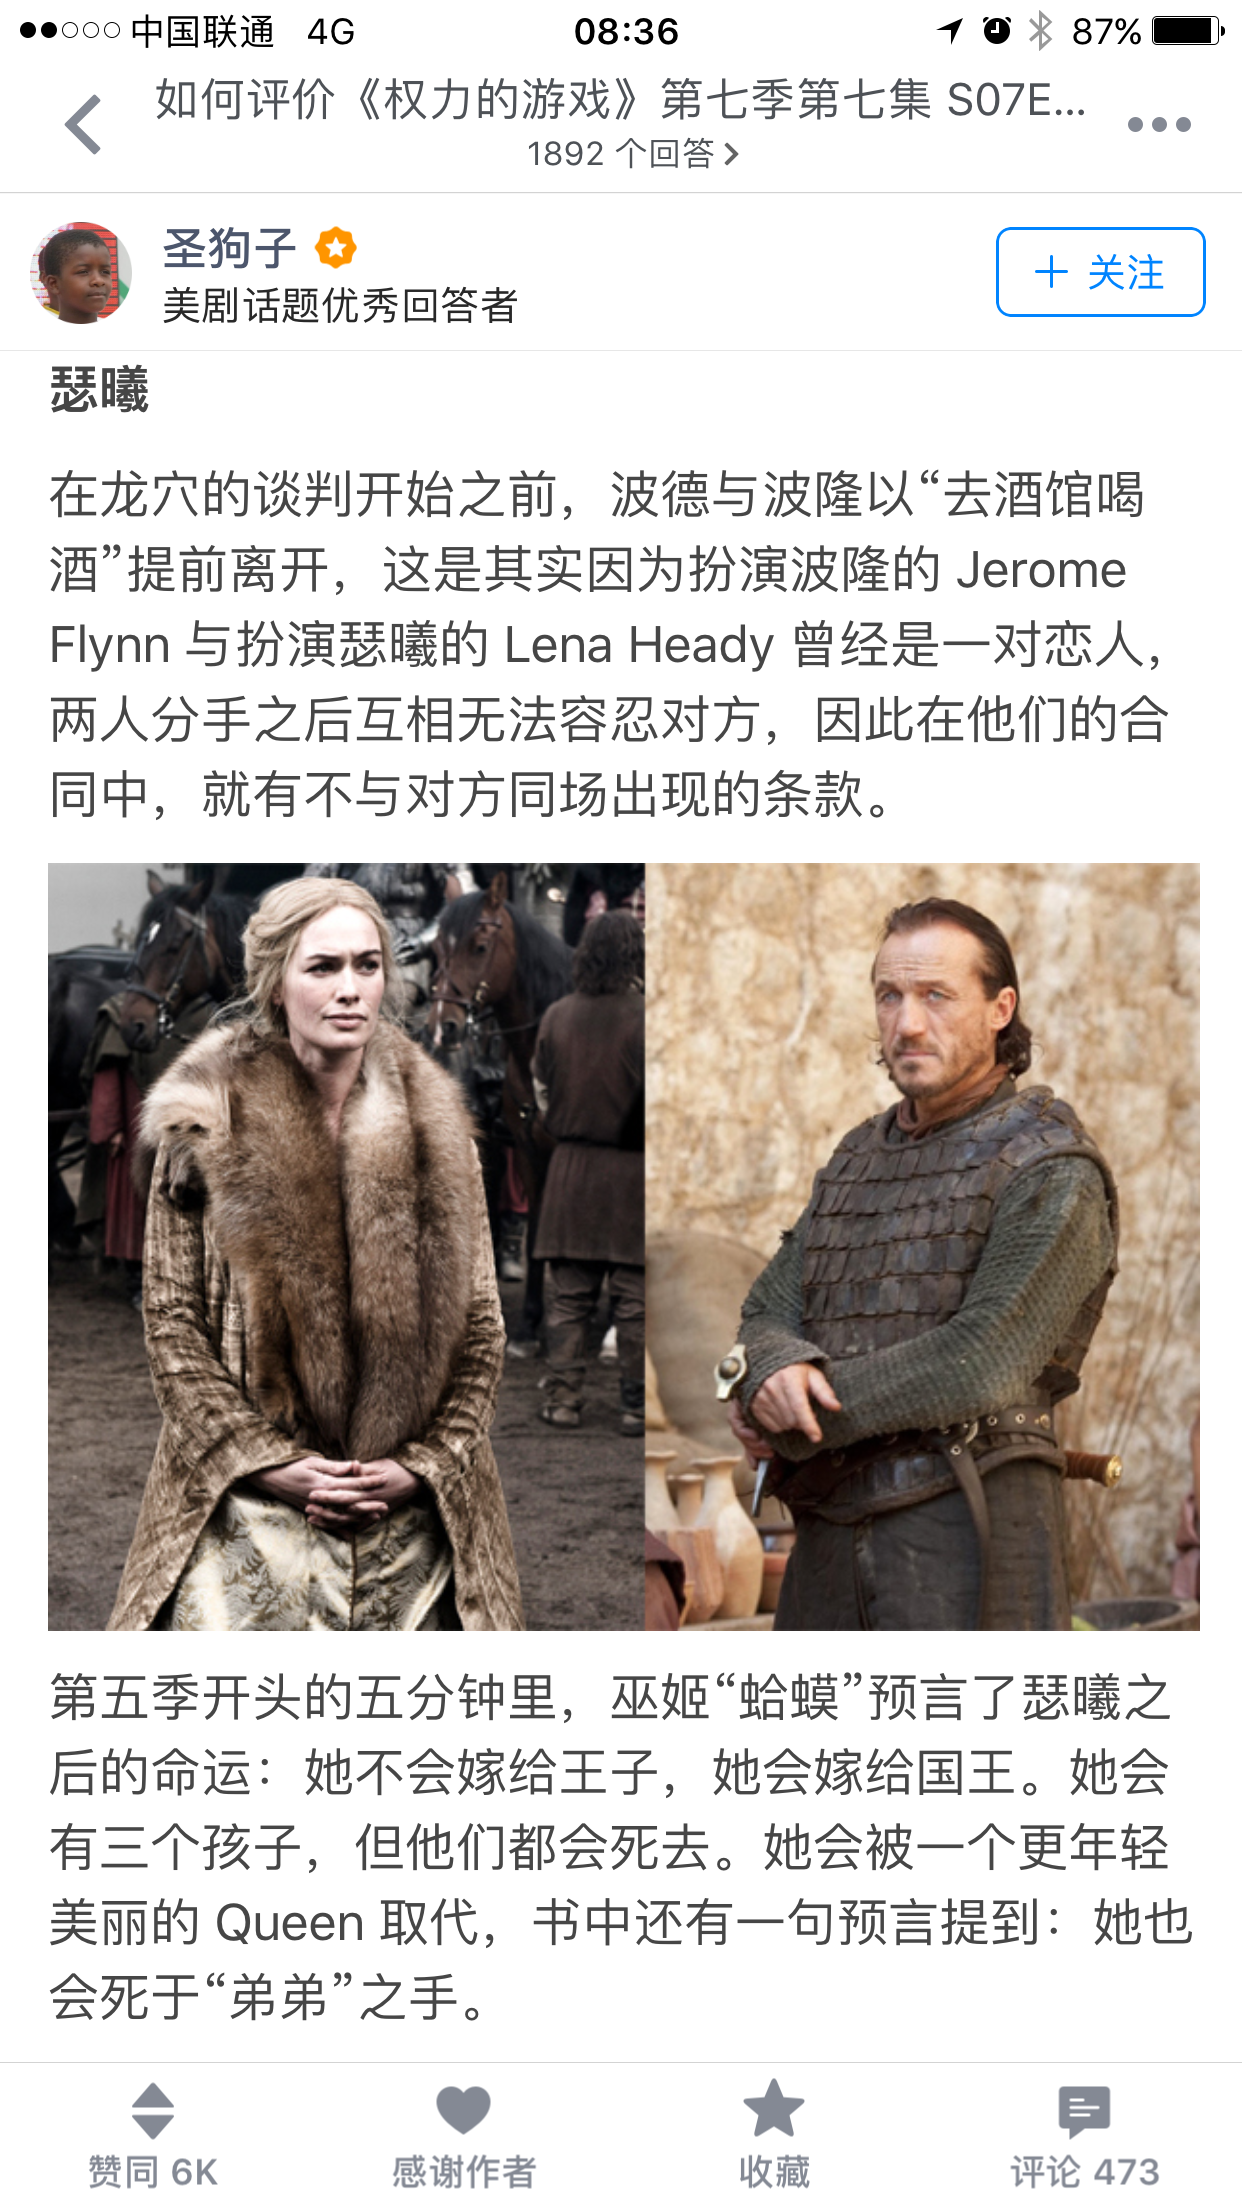 中国联通 4G 08:36 87%
如何评价《权力的游戏》第七季第七集 S07E...
1892 个回答
圣狗子
美剧话题优秀回答者
关注
瑟曦
在龙穴的谈判开始之前，波德与波隆以“去酒馆喝
酒”提前离开，这是其实因为扮演波隆的 Jerome
Flynn 与扮演瑟曦的 Lena Heady 曾经是一对恋人，
两人分手之后互相无法容忍对方，因此在他们的合
同中，就有不与对方同场出现的条款。
第五季开头的五分钟里，巫姬“蛤蟆”预言了瑟曦之
后的命运：她不会嫁给王子，她会嫁给国王。她会
有三个孩子，但他们都会死去。她会被一个更年轻
美丽的 Queen 取代，书中还有一句预言提到：她也
会死于“弟弟”之手。
赞同 6K 感谢作者 收藏 评论 473